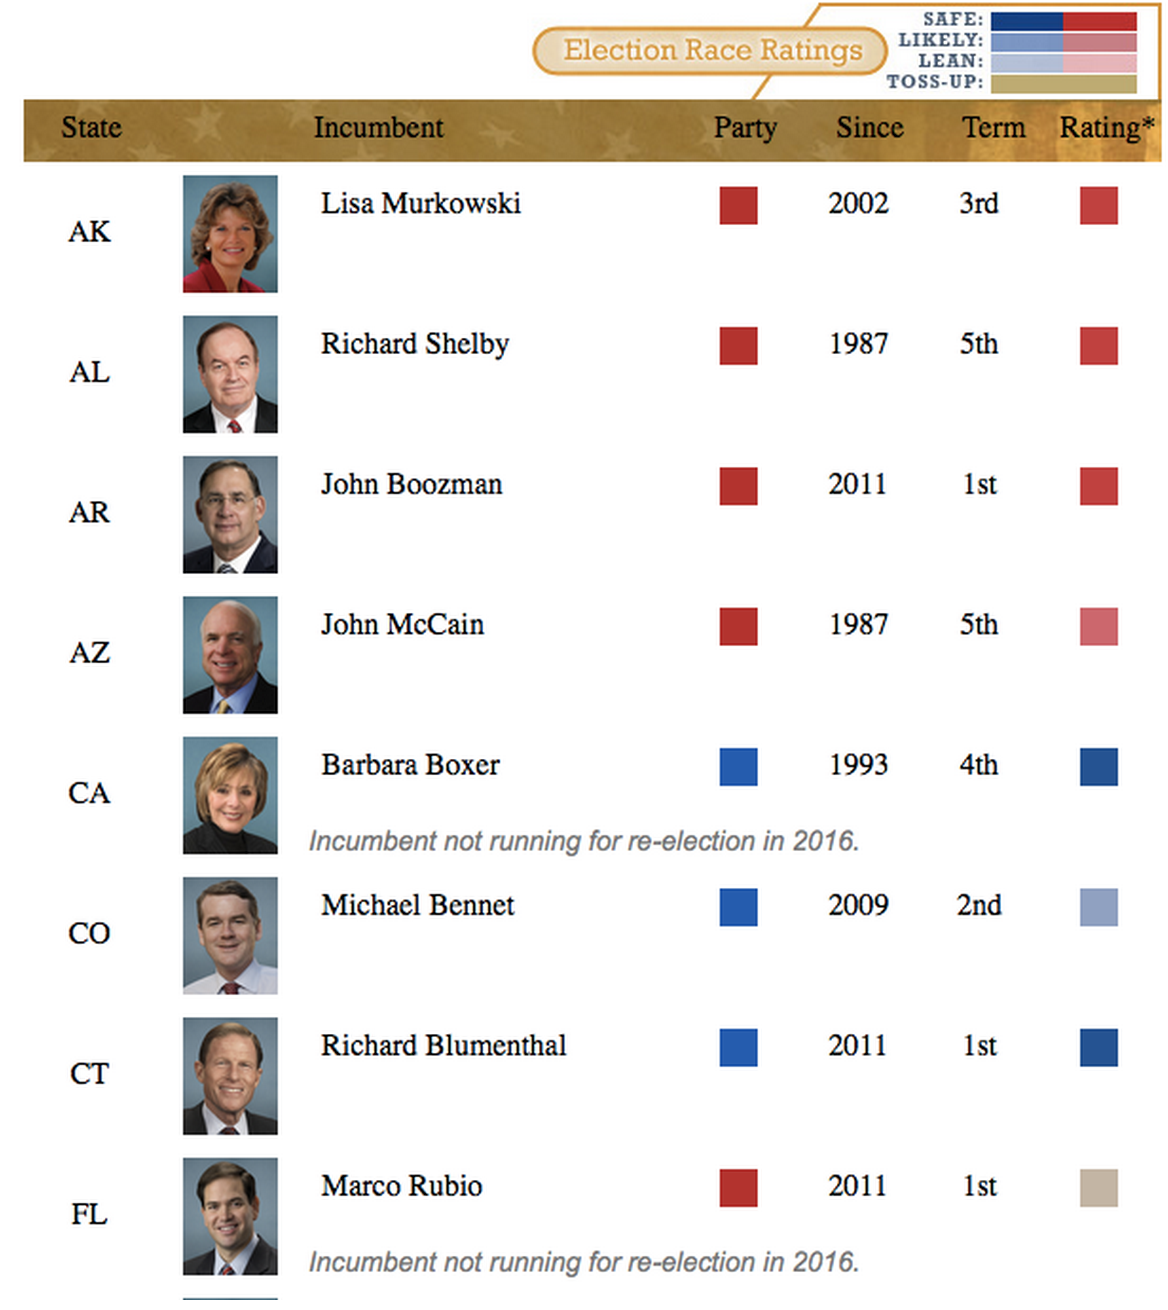 Election Race Ratings
SAFE:
LIKELY:
LEAN:
TOSS-UP:
State Incumbent Party Since Term Rating*
AK Lisa Murkowski 2002 3rd
AL Richard Shelby 1987 5th
AR John Boozman 2011 1st
AZ John McCain 1987 5th
CA Barbara Boxer 1993 4th
Incumbent not running for re-election in 2016.
CO Michael Bennet 2009 2nd
CT Richard Blumenthal 2011 1st
FL Marco Rubio 2011 1st
Incumbent not running for re-election in 2016.